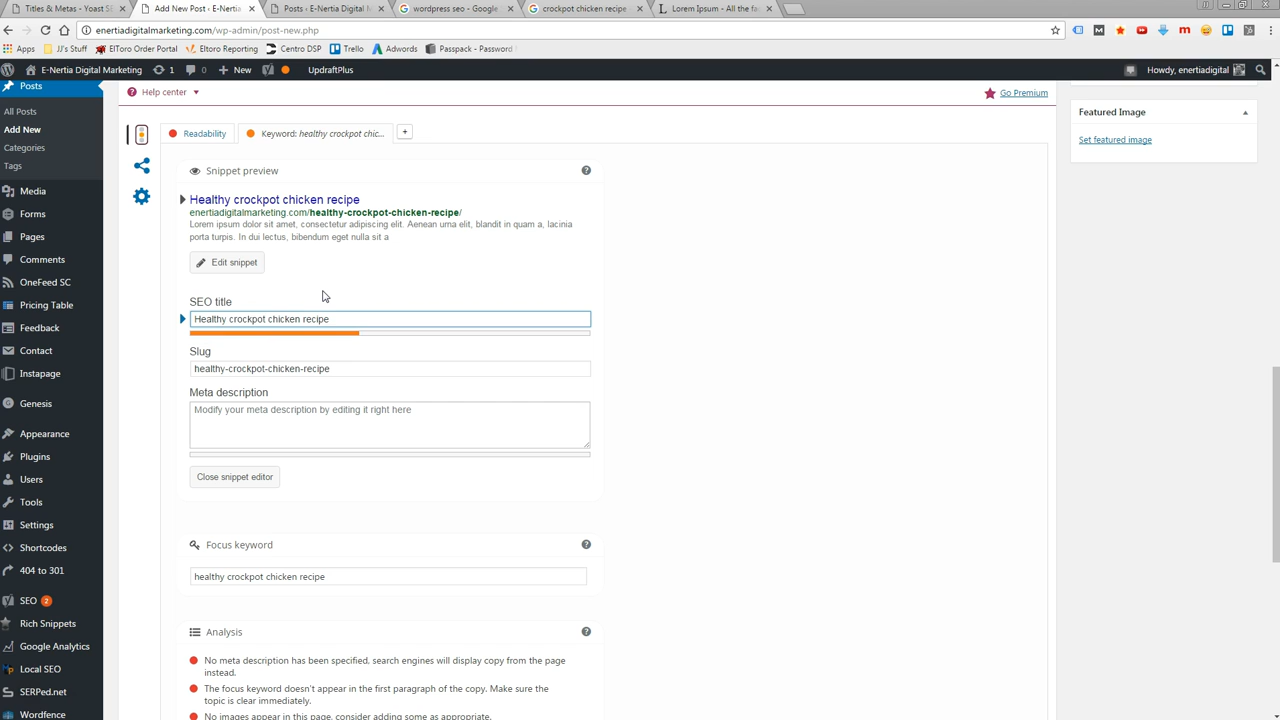 Titles & Metas - Yoast S
Add New Post ‹ E-Nertia
Posts ‹ E-Nertia Digital
wordpress seo - Google
crockpot chicken recipe
Lorem Ipsum - All the fa
enertiadigitalmarketing.com/wp-admin/post-new.php
Apps JJ's Stuff ElToro Order Portal Eltoro Reporting Centro DSP Trello Adwords Passpack - Password
E-Nertia Digital Marketing 1 0 + New UpdraftPlus Howdy, enertiadigital
Posts
All Posts
Add New
Categories
Tags
Media
Forms
Pages
Comments
OneFeed SC
Pricing Table
Feedback
Contact
Instapage
Genesis
Appearance
Plugins
Users
Tools
Settings
Shortcodes
404 to 301
SEO 2
Rich Snippets
Google Analytics
Local SEO
SERPed.net
Wordfence
Help center
Go Premium
Readability
Keyword: healthy crockpot chic...
+
Snippet preview
Healthy crockpot chicken recipe
enertiadigitalmarketing.com/healthy-crockpot-chicken-recipe/
Lorem ipsum dolor sit amet, consectetur adipiscing elit. Aenean urna elit, blandit in quam a, lacinia
porta turpis. In dui lectus, bibendum eget nulla sit a
Edit snippet
SEO title
Healthy crockpot chicken recipe
Slug
healthy-crockpot-chicken-recipe
Meta description
Modify your meta description by editing it right here
Close snippet editor
Focus keyword
healthy crockpot chicken recipe
Analysis
No meta description has been specified, search engines will display copy from the page
instead.
The focus keyword doesn't appear in the first paragraph of the copy. Make sure the
topic is clear immediately.
No images appear in this page, consider adding some as appropriate.
Featured Image
Set featured image